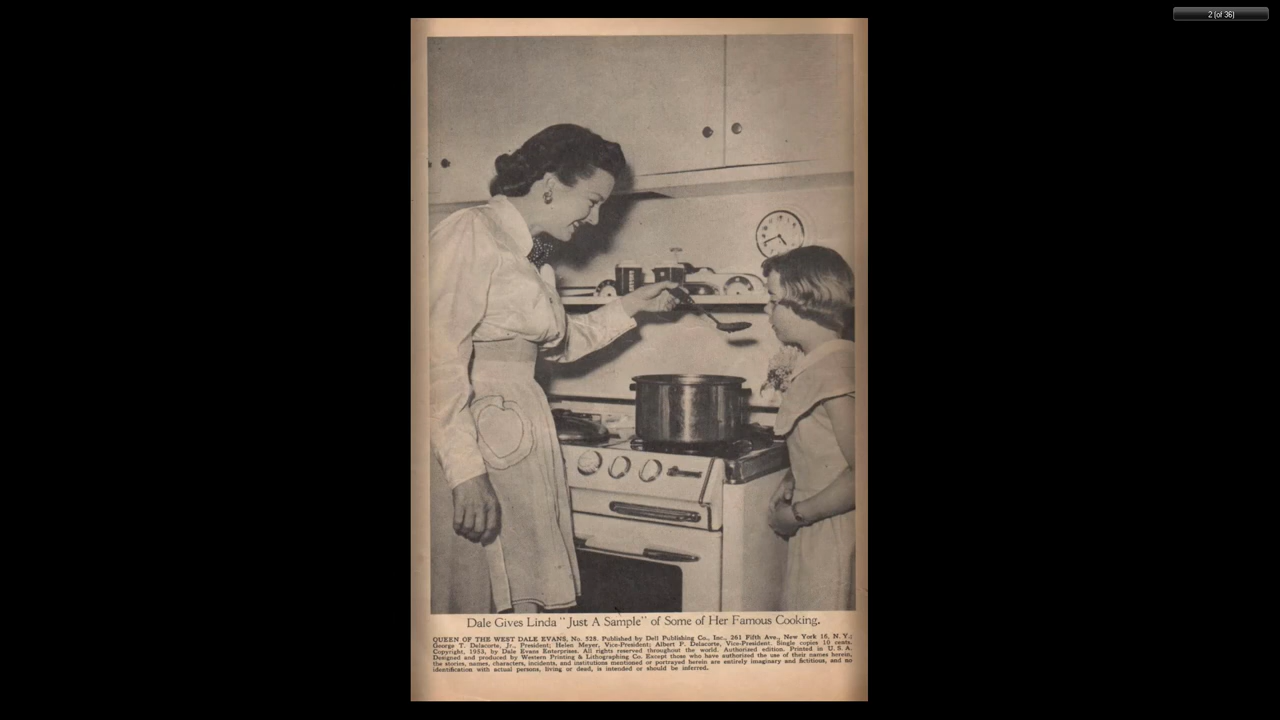 2 (of 36)
Dale Gives Linda "Just A Sample" of Some of Her Famous Cooking.
QUEEN OF THE WEST DALE EVANS, No. 528. Published by Dell Publishing Co., Inc., 261 Fifth Ave., New York 16, N. Y.;
George T. Delacorte, Jr., President; Helen Meyer, Vice-President; Albert P. Delacorte, Vice-President. Single copies 10 cents.
Copyright, 1953, by Dale Evans Enterprises. All rights reserved throughout the world. Authorized edition. Printed in U. S. A.
Designed and produced by Western Printing & Lithographing Co. Except those who have authorized the use of their names herein,
the stories, names, characters, incidents, and institutions mentioned or portrayed herein are entirely imaginary and fictitious, and no
identification with actual persons, living or dead, is intended or should be inferred.